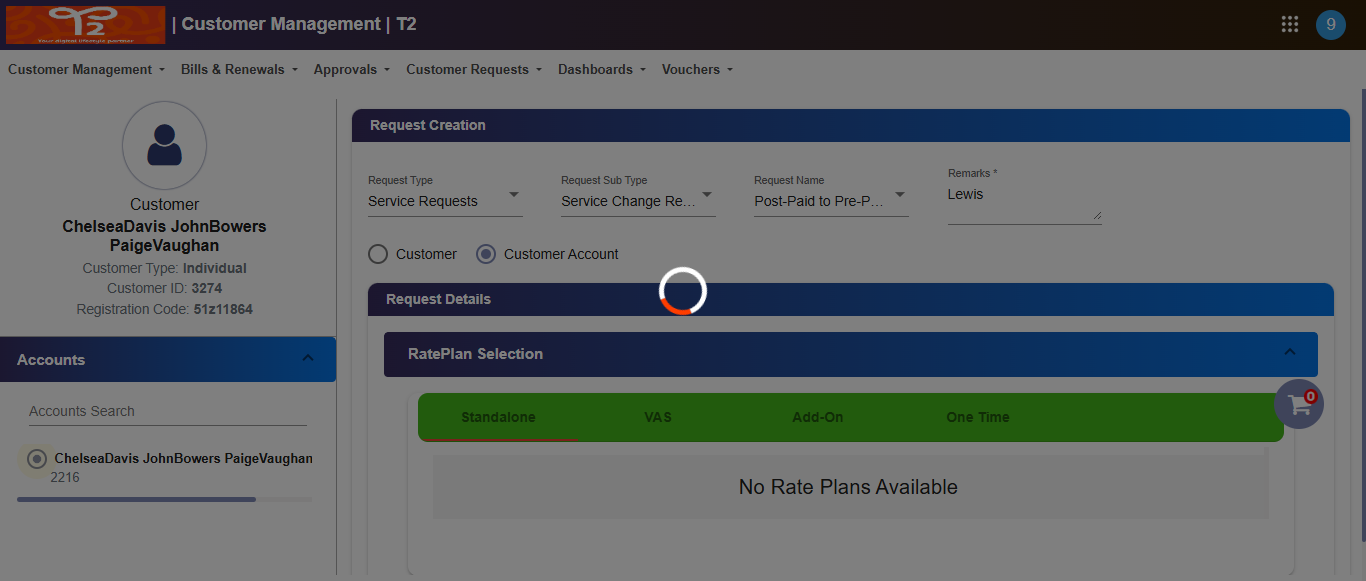 T2
Your digital lifestyle partner
| Customer Management | T2
9
Customer Management
Bills & Renewals
Approvals
Customer Requests
Dashboards
Vouchers
Customer
ChelseaDavis JohnBowers
PaigeVaughan
Customer Type: Individual
Customer ID: 3274
Registration Code: 51z11864
Accounts
Accounts Search
ChelseaDavis JohnBowers PaigeVaughan
2216
Request Creation
Request Type
Service Requests
Request Sub Type
Service Change Re...
Request Name
Post-Paid to Pre-P...
Remarks *
Lewis
Customer
Customer Account
Request Details
RatePlan Selection
0
Standalone
VAS
Add-On
One Time
No Rate Plans Available